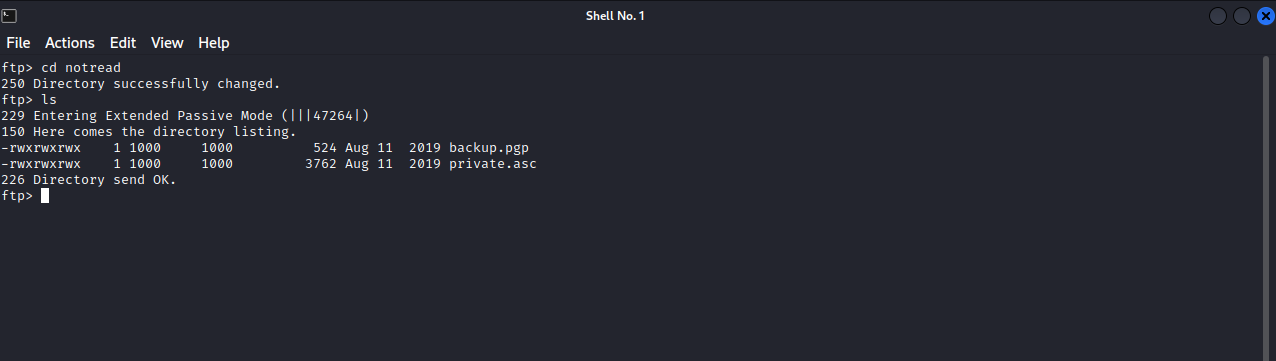 Shell No. 1
File Actions Edit View Help
ftp> cd notread
250 Directory successfully changed.
ftp> ls
229 Entering Extended Passive Mode (|||47264|)
150 Here comes the directory listing.
-rwxrwxrwx    1 1000     1000          524 Aug 11  2019 backup.pgp
-rwxrwxrwx    1 1000     1000         3762 Aug 11  2019 private.asc
226 Directory send OK.
ftp>